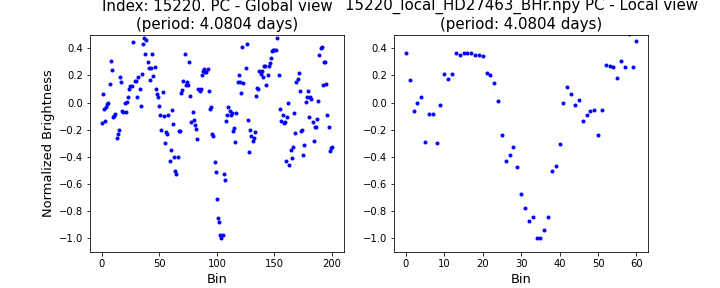 Index: 15220. PC - Global view
(period: 4.0804 days)
15220_local_HD27463_BHr.npy PC - Local view
(period: 4.0804 days)
Normalized Brightness
0.4
0.2
0.0
−0.2
−0.4
−0.6
−0.8
−1.0
0 50 100 150 200
Bin
0.4
0.2
0.0
−0.2
−0.4
−0.6
−0.8
−1.0
0 10 20 30 40 50 60
Bin